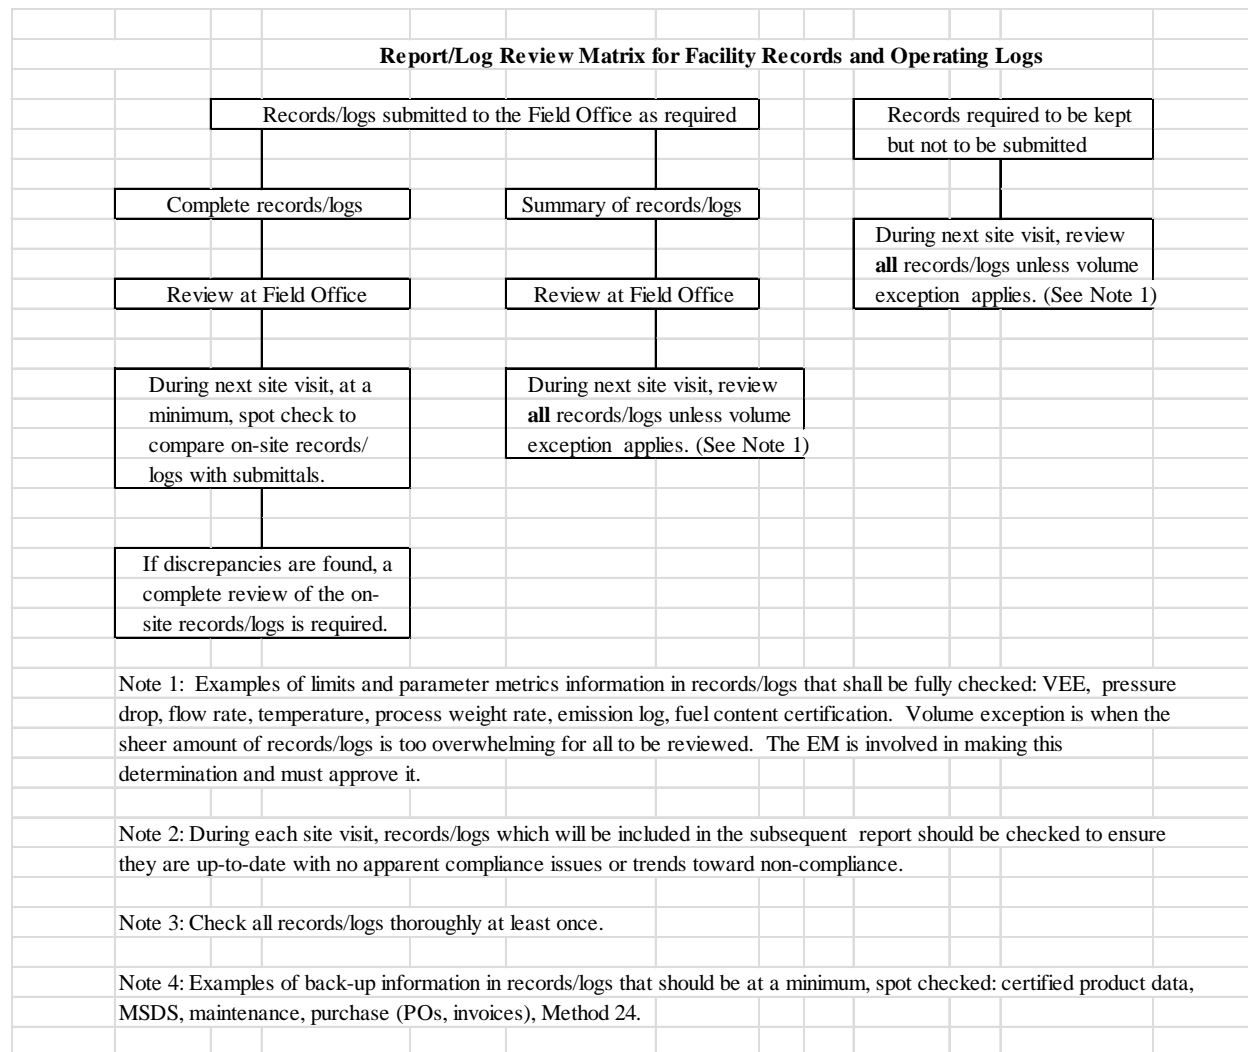 Report/Log Review Matrix for Facility Records and Operating Logs
Records/logs submitted to the Field Office as required
Records required to be kept
but not to be submitted
Complete records/logs
Summary of records/logs
During next site visit, review
all records/logs unless volume
exception applies. (See Note 1)
Review at Field Office
Review at Field Office
During next site visit, at a
minimum, spot check to
compare on-site records/
logs with submittals.
During next site visit, review
all records/logs unless volume
exception applies. (See Note 1)
If discrepancies are found, a
complete review of the on-
site records/logs is required.
Note 1: Examples of limits and parameter metrics information in records/logs that shall be fully checked: VEE, pressure
drop, flow rate, temperature, process weight rate, emission log, fuel content certification. Volume exception is when the
sheer amount of records/logs is too overwhelming for all to be reviewed. The EM is involved in making this
determination and must approve it.
Note 2: During each site visit, records/logs which will be included in the subsequent report should be checked to ensure
they are up-to-date with no apparent compliance issues or trends toward non-compliance.
Note 3: Check all records/logs thoroughly at least once.
Note 4: Examples of back-up information in records/logs that should be at a minimum, spot checked: certified product data,
MSDS, maintenance, purchase (POs, invoices), Method 24.